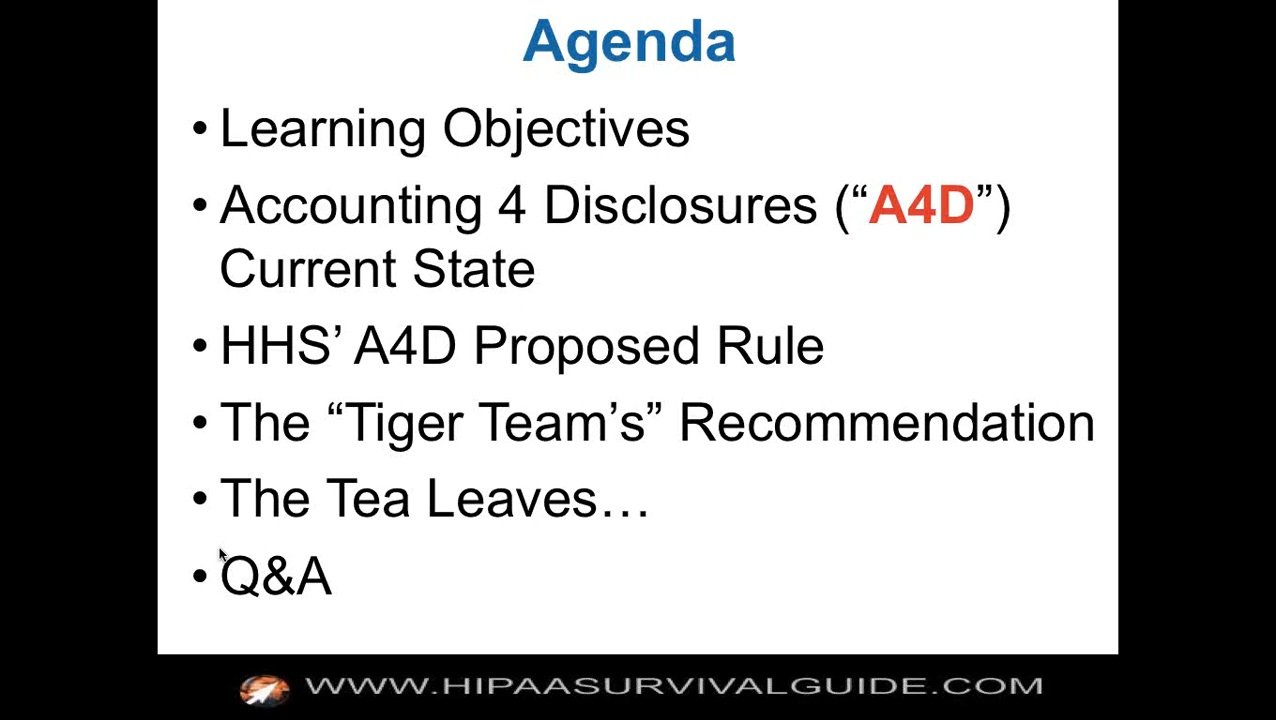 Agenda
• Learning Objectives
• Accounting 4 Disclosures (“A4D”)
Current State
• HHS’ A4D Proposed Rule
• The “Tiger Team’s” Recommendation
• The Tea Leaves…
• Q&A
WWW.HIPAASURVIVALGUIDE.COM